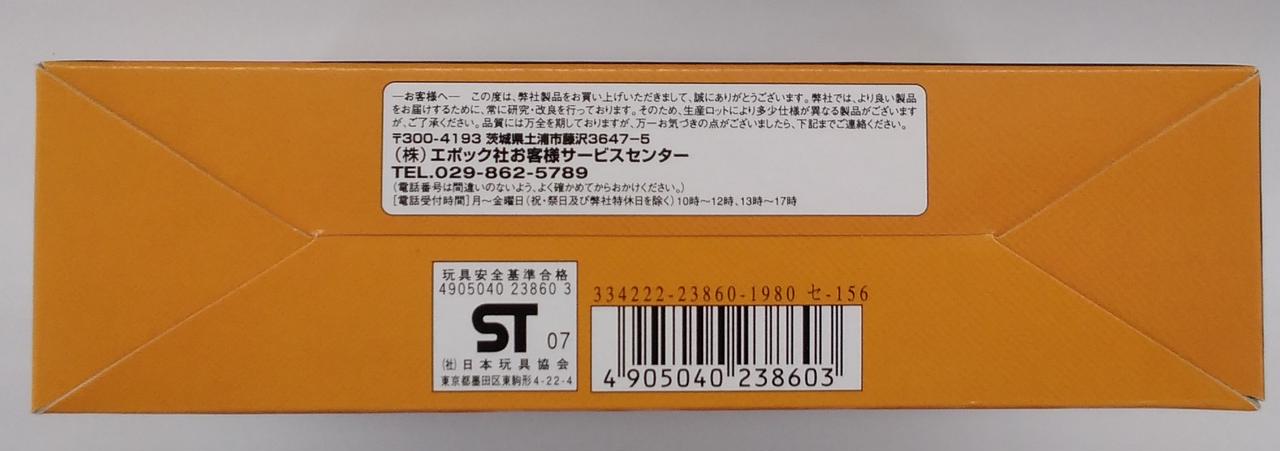 ―お客様へ― この度は、弊社製品をお買い上げいただきまして、誠にありがとうございます。弊社では、より良い製品
をお届けするために、常に研究・改良を行っております。そのため、生産ロットにより多少仕様が異なる製品がございます
が、ご了承ください。品質には万全を期しておりますが、万一お気づきの点がございましたら、下記までご連絡ください。
〒300-4193 茨城県土浦市藤沢3647-5
（株）エポック社お客様サービスセンター
TEL.029-862-5789
（電話番号は間違いのないよう、よく確かめてからおかけください。）
［電話受付時間］月～金曜日（祝・祭日及び弊社特休日を除く）10時～12時、13時～17時
玩具安全基準合格
4905040 23860 3
ST 07
(社)日本玩具協会
東京都墨田区東駒形4-22-4
334222-23860-1980 セ-156
4 905040 238603